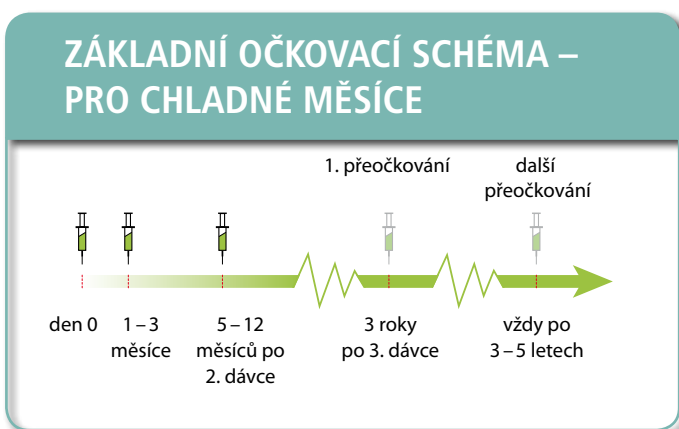 ZÁKLADNÍ OČKOVACÍ SCHÉMA –
PRO CHLADNÉ MĚSÍCE
1. přeočkování
další
přeočkování
den 0
1–3
měsíce
5–12
měsíců po
2. dávce
3 roky
po 3. dávce
vždy po
3–5 letech